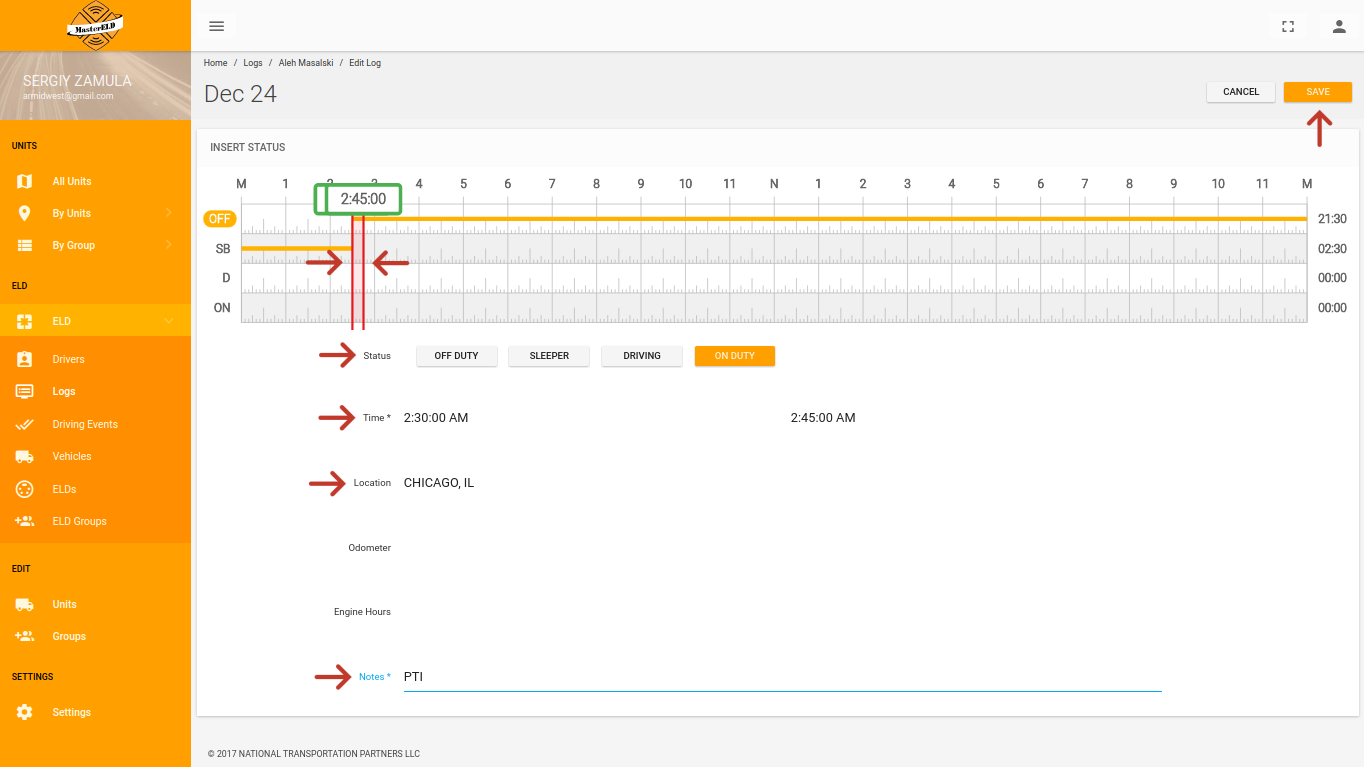 MasterELD
SERGIY ZAMULA
armidwest@gmail.com
UNITS
All Units
By Units
By Group
ELD
ELD
Drivers
Logs
Driving Events
Vehicles
ELDs
ELD Groups
EDIT
Units
Groups
SETTINGS
Settings
Home / Logs / Aleh Masalski / Edit Log
Dec 24
CANCEL SAVE
INSERT STATUS
M 1 2 3 4 5 6 7 8 9 10 11 N 1 2 3 4 5 6 7 8 9 10 11 M
2:45:00
OFF 21:30
SB 02:30
D 00:00
ON 00:00
Status OFF DUTY SLEEPER DRIVING ON DUTY
Time * 2:30:00 AM 2:45:00 AM
Location CHICAGO, IL
Odometer
Engine Hours
Notes * PTI
© 2017 NATIONAL TRANSPORTATION PARTNERS LLC